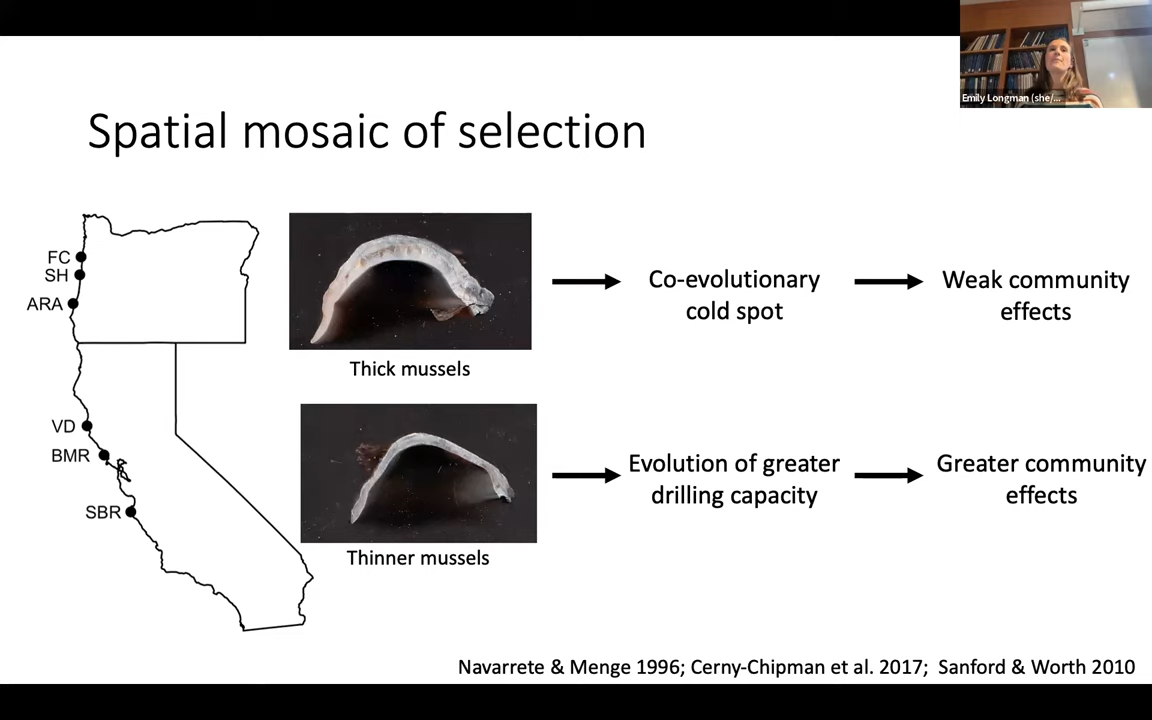 Emily Longman (she/...
Spatial mosaic of selection
FC
SH
ARA
VD
BMR
SBR
Thick mussels
Co-evolutionary
cold spot
Weak community
effects
Thinner mussels
Evolution of greater
drilling capacity
Greater community
effects
Navarrete & Menge 1996; Cerny-Chipman et al. 2017; Sanford & Worth 2010